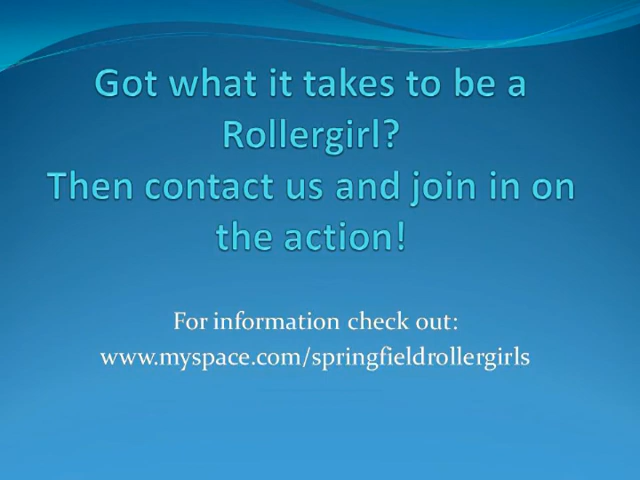 Got what it takes to be a
Rollergirl?
Then contact us and join in on
the action!
For information check out:
www.myspace.com/springfieldrollergirls